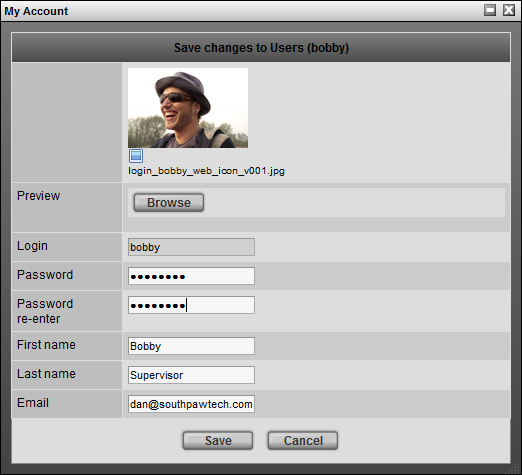 My Account
Save changes to Users (bobby)
login_bobby_web_icon_v001.jpg
Preview
Browse
Login
bobby
Password
••••••••
Password
re-enter
••••••••
First name
Bobby
Last name
Supervisor
Email
dan@southpawtech.com
Save
Cancel